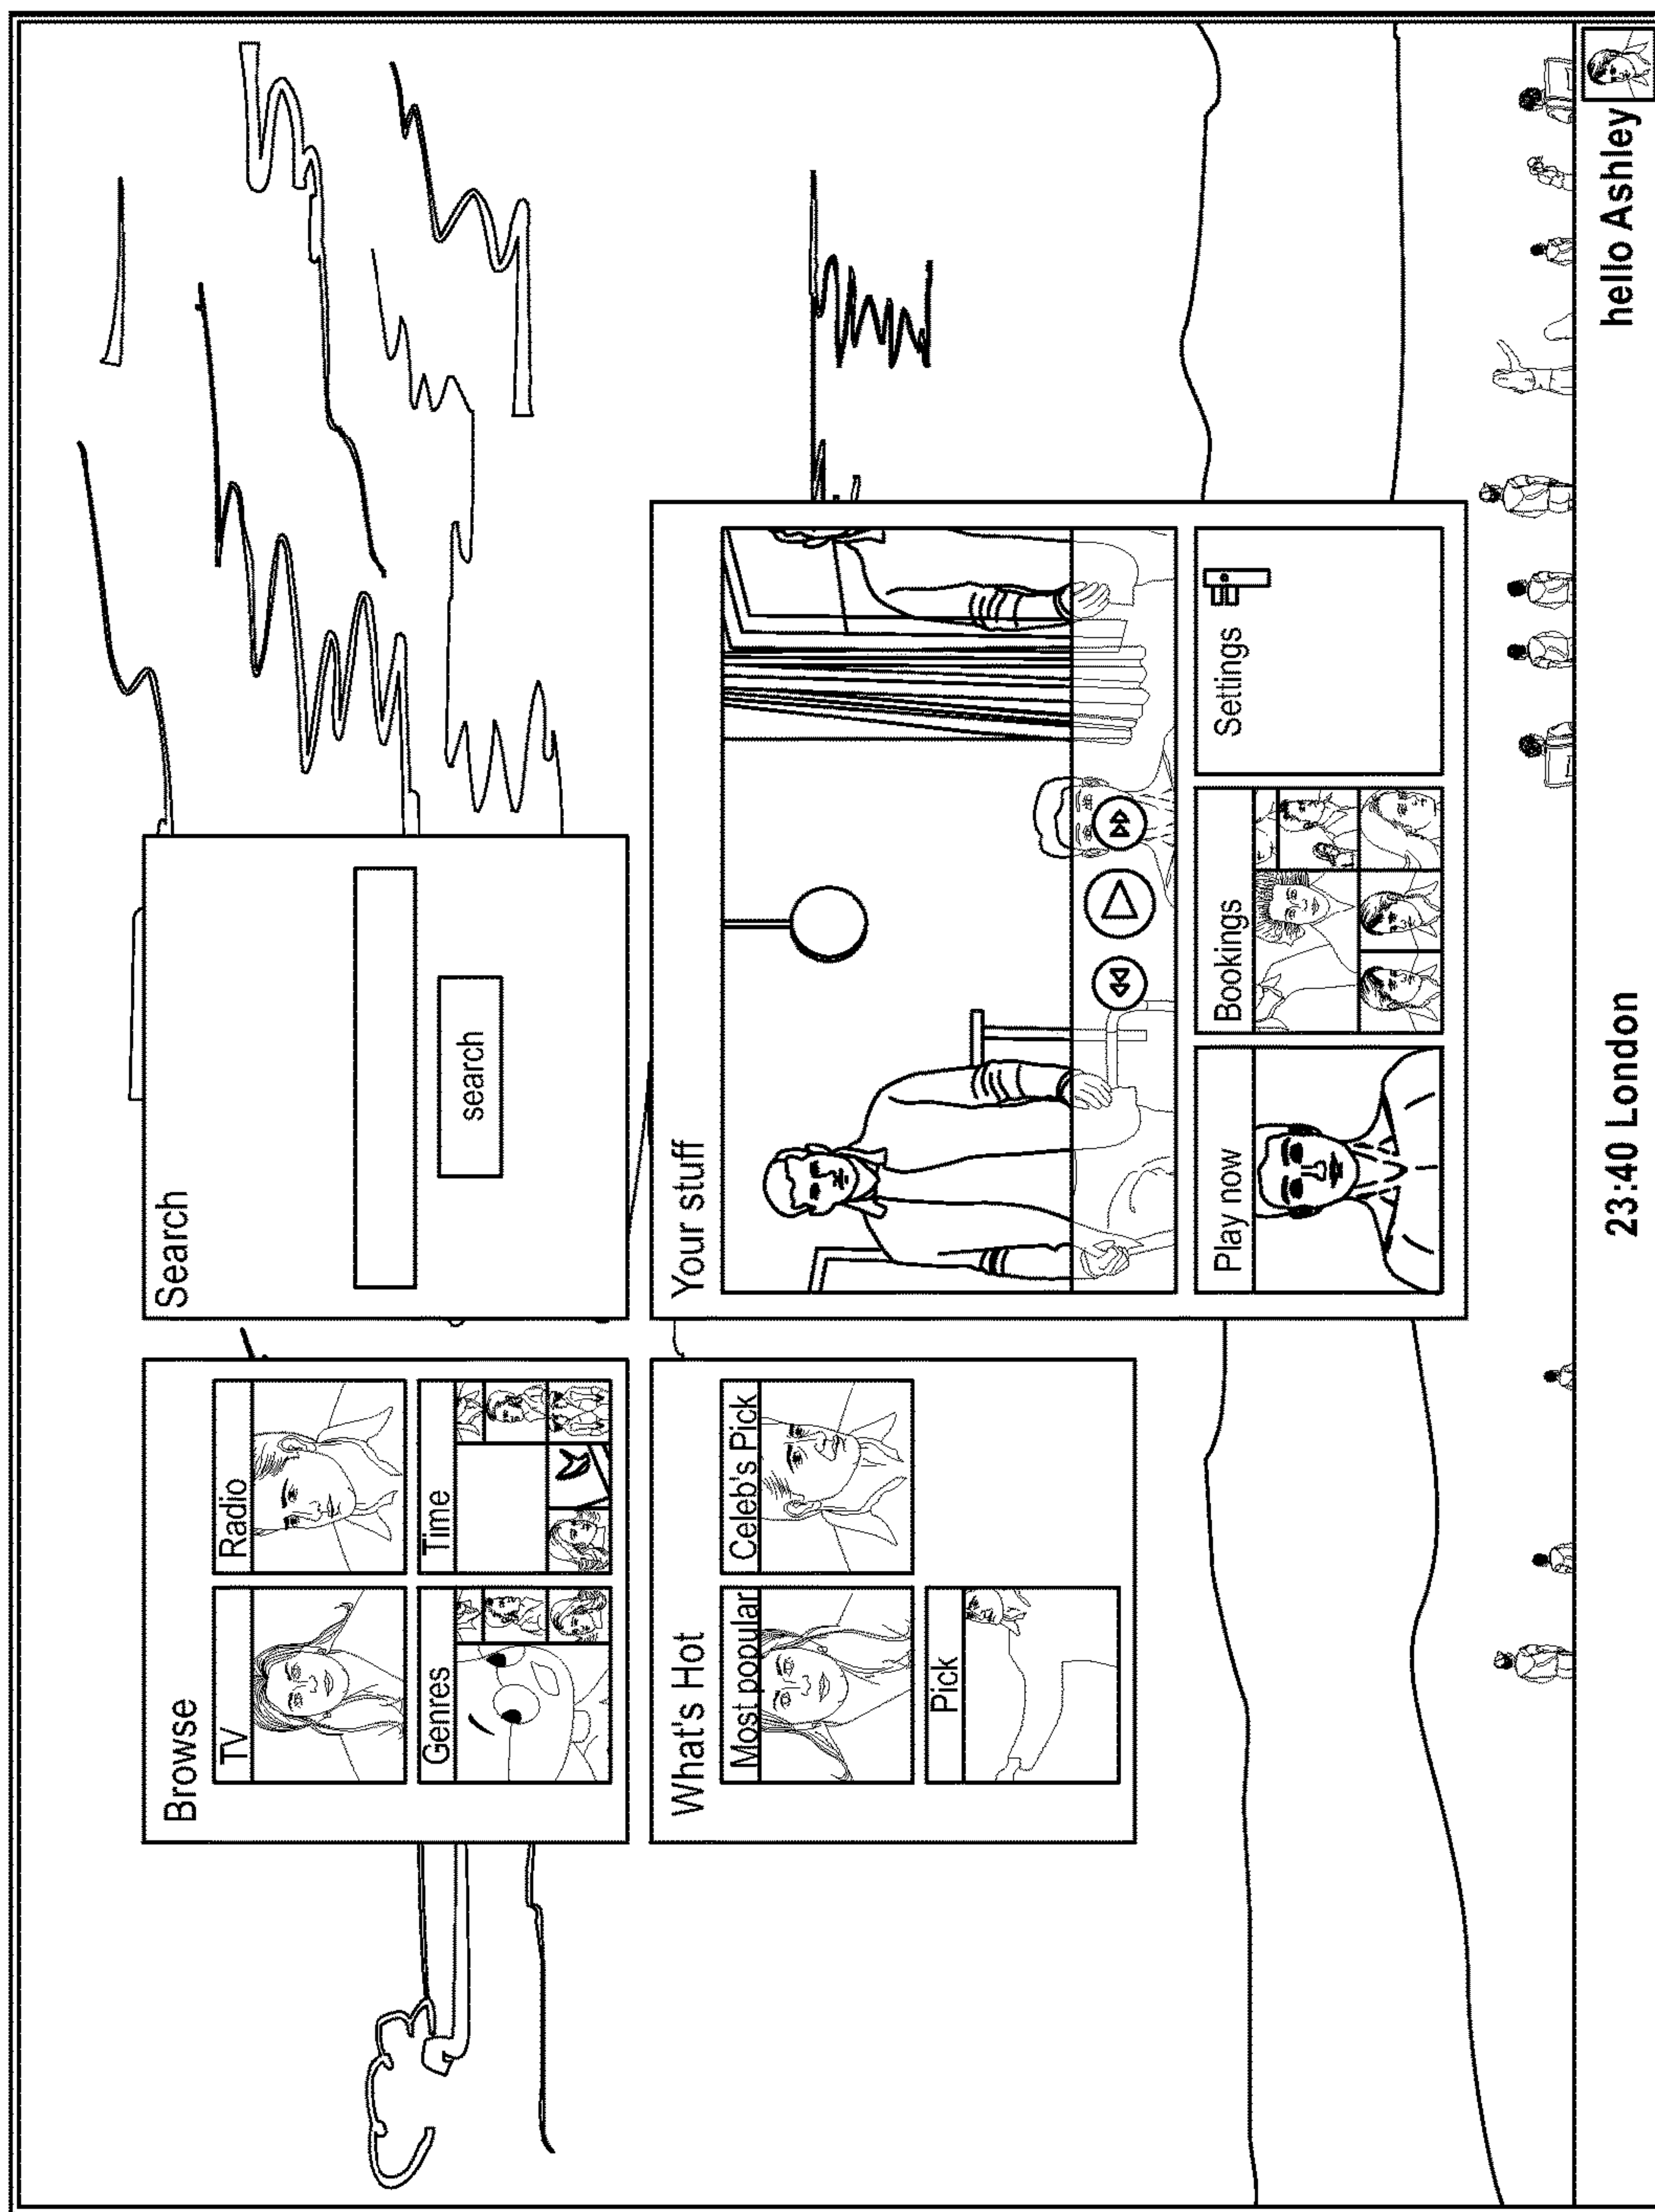 Browse
TV
Radio
Genres
Time
Search
search
What's Hot
Most popular
Celeb's Pick
Pick
Your stuff
Play now
Bookings
Settings
23:40 London
hello Ashley